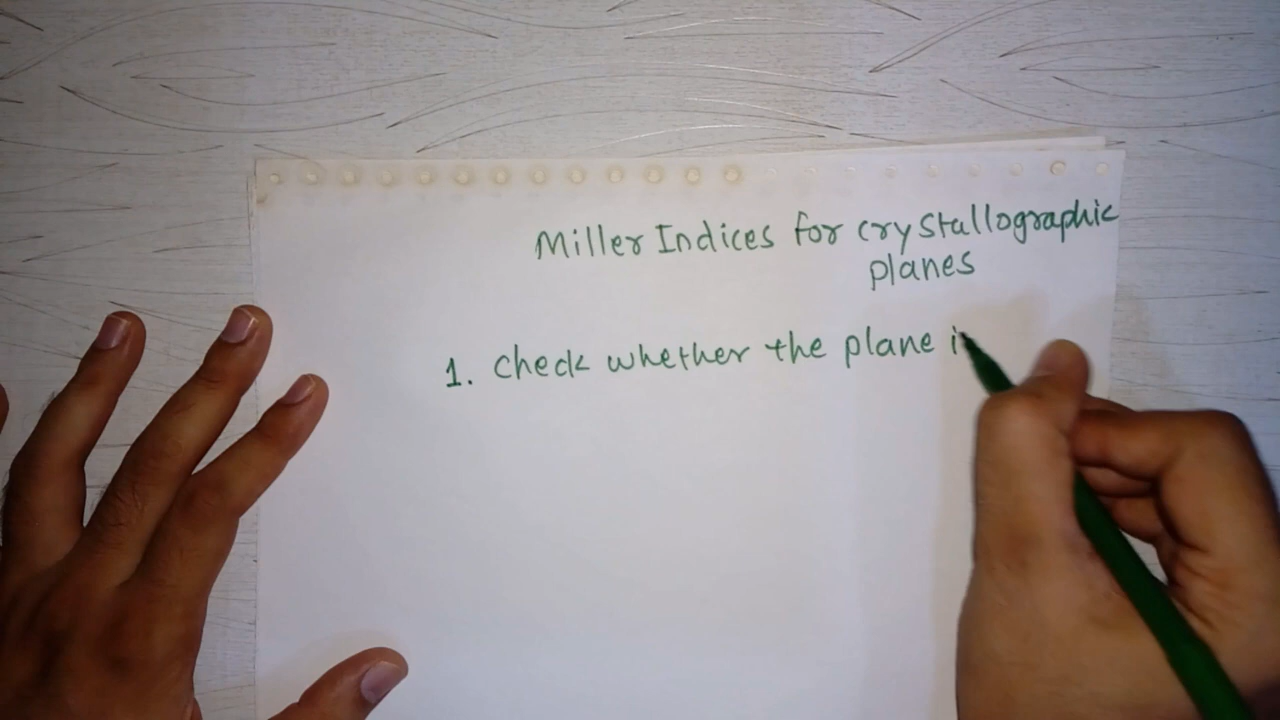 Miller Indices for crystallographic
planes
1. Check whether the plane i